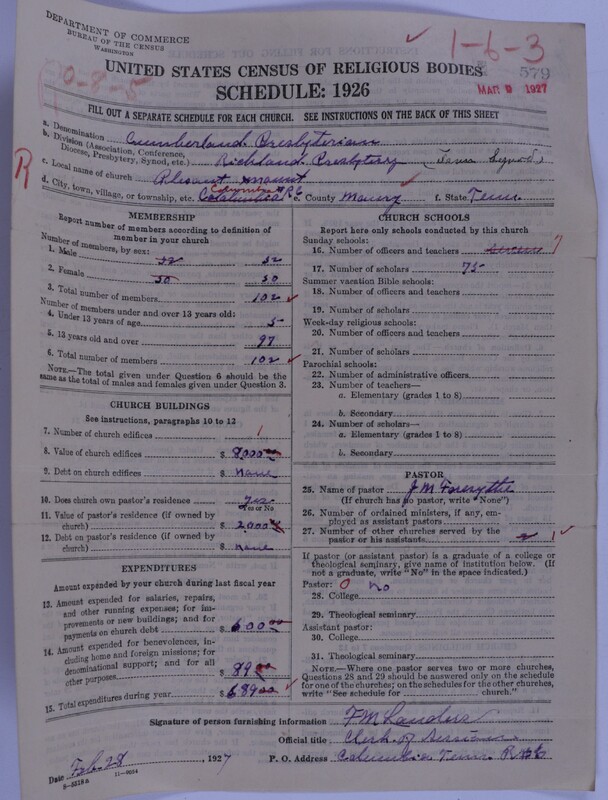 DEPARTMENT OF COMMERCE
BUREAU OF THE CENSUS
WASHINGTON
1-6-3
0-8-5
579
MAR 9 1927
UNITED STATES CENSUS OF RELIGIOUS BODIES
SCHEDULE: 1926
FILL OUT A SEPARATE SCHEDULE FOR EACH CHURCH. SEE INSTRUCTIONS ON THE BACK OF THIS SHEET
R
a. Denomination Cumberland Presbyterian
b. Division (Association, Conference, Diocese, Presbytery, Synod, etc.) Richland Presbytery (Tenn Synod)
c. Local name of church Plesant mount
d. City, town, village, or township, etc. Columbia R6 e. County Maury f. State Tenn
MEMBERSHIP
Report number of members according to definition of member in your church
Number of members, by sex:
1. Male 52 52
2. Female 50 50
3. Total number of members 102
Number of members under and over 13 years old:
4. Under 13 years of age 5
5. 13 years old and over 97
6. Total number of members 102
NOTE.—The total given under Question 6 should be the same as the total of males and females given under Question 3.
CHURCH BUILDINGS
See instructions, paragraphs 10 to 12
7. Number of church edifices 1
8. Value of church edifices $ 8000 00
9. Debt on church edifices $ none
10. Does church own pastor's residence yes
Yes or No
11. Value of pastor's residence (if owned by church) $ 2000 00
12. Debt on pastor's residence (if owned by church) $ none
EXPENDITURES
Amount expended by your church during last fiscal year
13. Amount expended for salaries, repairs, and other running expenses; for improvements or new buildings; and for payments on church debt $ 600 00
14. Amount expended for benevolences, including home and foreign missions; for denominational support; and for all other purposes $ 89 00
15. Total expenditures during year $ 689 00
CHURCH SCHOOLS
Report here only schools conducted by this church
Sunday schools:
16. Number of officers and teachers 7
17. Number of scholars 75
Summer vacation Bible schools:
18. Number of officers and teachers
19. Number of scholars
Week-day religious schools:
20. Number of officers and teachers
21. Number of scholars
Parochial schools:
22. Number of administrative officers
23. Number of teachers—
a. Elementary (grades 1 to 8)
b. Secondary
24. Number of scholars—
a. Elementary (grades 1 to 8)
b. Secondary
PASTOR
25. Name of pastor J M Forsythe
(If church has no pastor, write "None")
26. Number of ordained ministers, if any, employed as assistant pastors
27. Number of other churches served by the pastor or his assistants 2 1
If pastor (or assistant pastor) is a graduate of a college or theological seminary, give name of institution below. (If not a graduate, write "No" in the space indicated.)
Pastor: 0 no
28. College
29. Theological seminary
Assistant pastor:
30. College
31. Theological seminary
NOTE.—Where one pastor serves two or more churches, Questions 28 and 29 should be answered only on the schedule for one of the churches; on the schedules for the other churches, write "See schedule for church."
Signature of person furnishing information F M Landers
Official title Clerk of Session
Date Feb. 28, 1927 P. O. Address Columbia Tenn R#6
8-5218a 11-9024